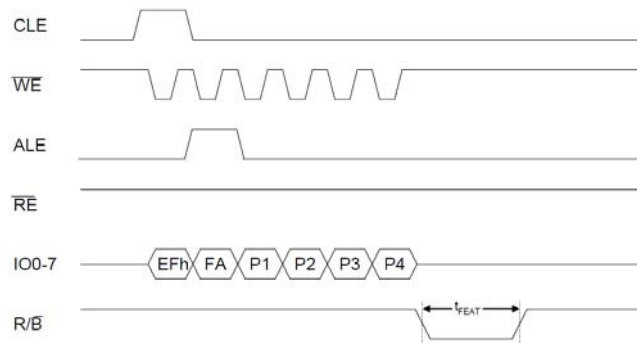 CLE
WE
ALE
RE
IO0-7 EFh FA P1 P2 P3 P4
tFEAT
R/B